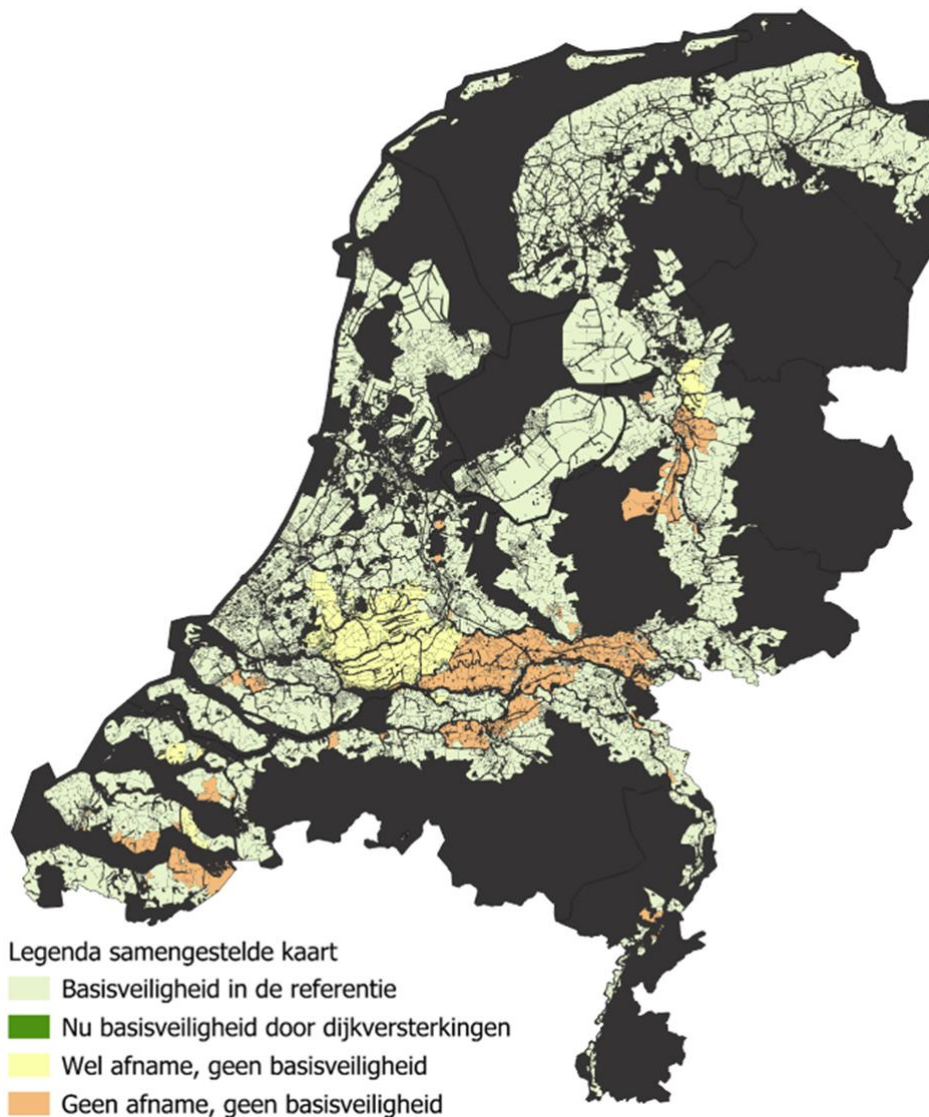 Legenda samengestelde kaart
Basisveiligheid in de referentie
Nu basisveiligheid door dijkversterkingen
Wel afname, geen basisveiligheid
Geen afname, geen basisveiligheid